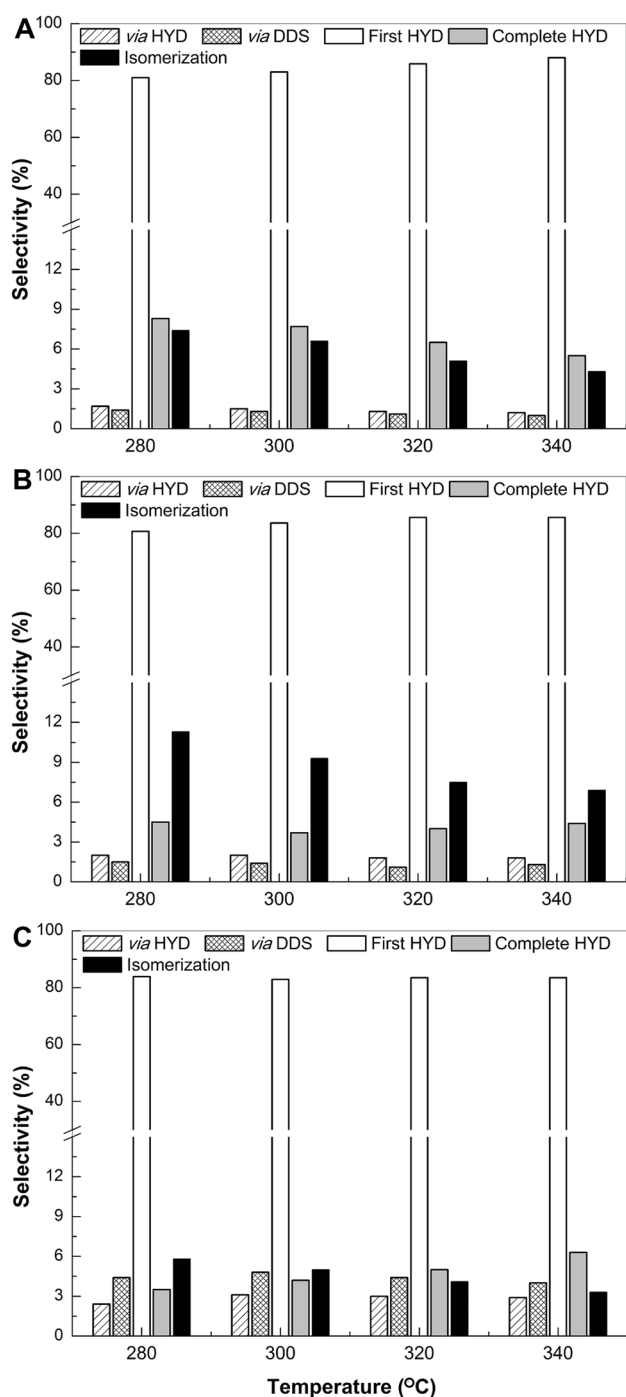 A
via HYD via DDS First HYD Complete HYD
Isomerization
Selectivity (%)
100
80
60
40
12
9
6
3
0
280 300 320 340
B
via HYD via DDS First HYD Complete HYD
Isomerization
Selectivity (%)
100
80
60
40
12
9
6
3
0
280 300 320 340
C
via HYD via DDS First HYD Complete HYD
Isomerization
Selectivity (%)
100
80
60
40
12
9
6
3
0
280 300 320 340
Temperature (ºC)